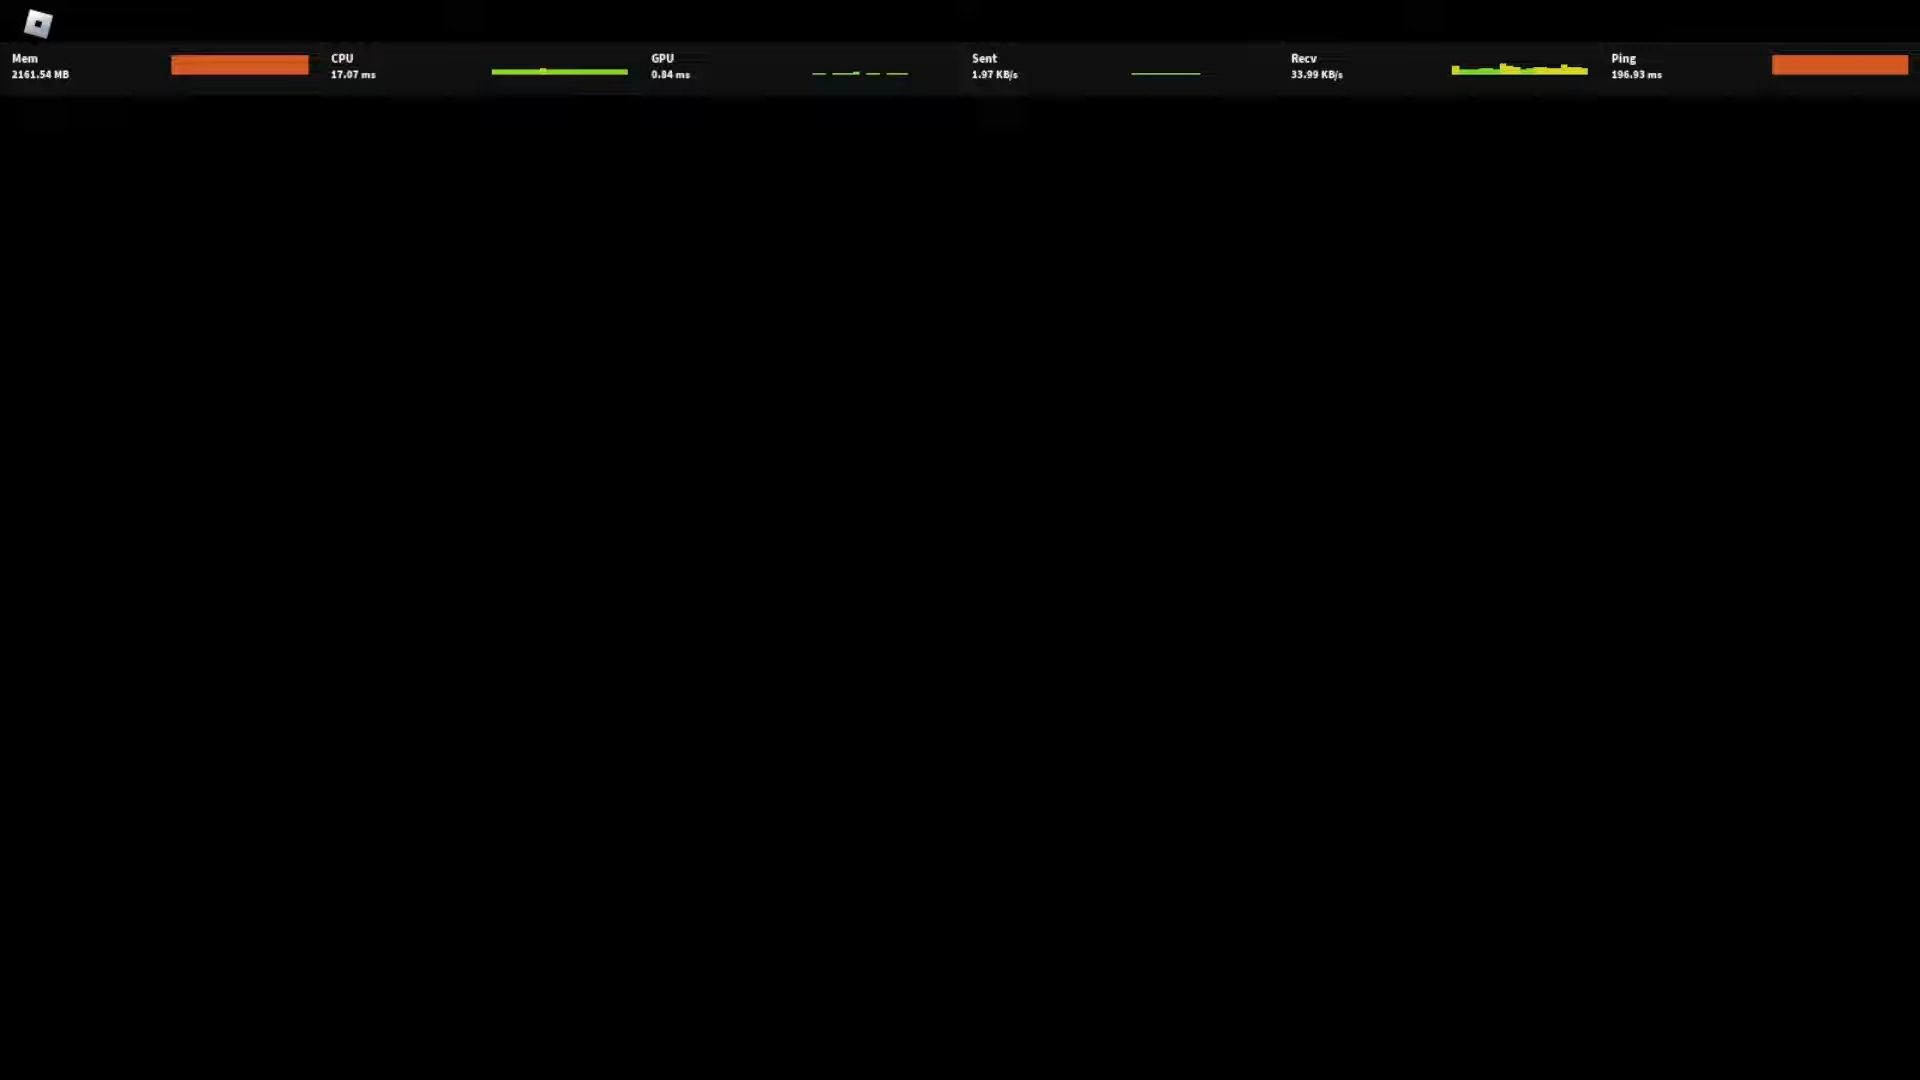 Mem
2161.54 MB
CPU
17.07 ms
GPU
0.84 ms
Sent
1.97 KB/s
Recv
33.99 KB/s
Ping
196.93 ms